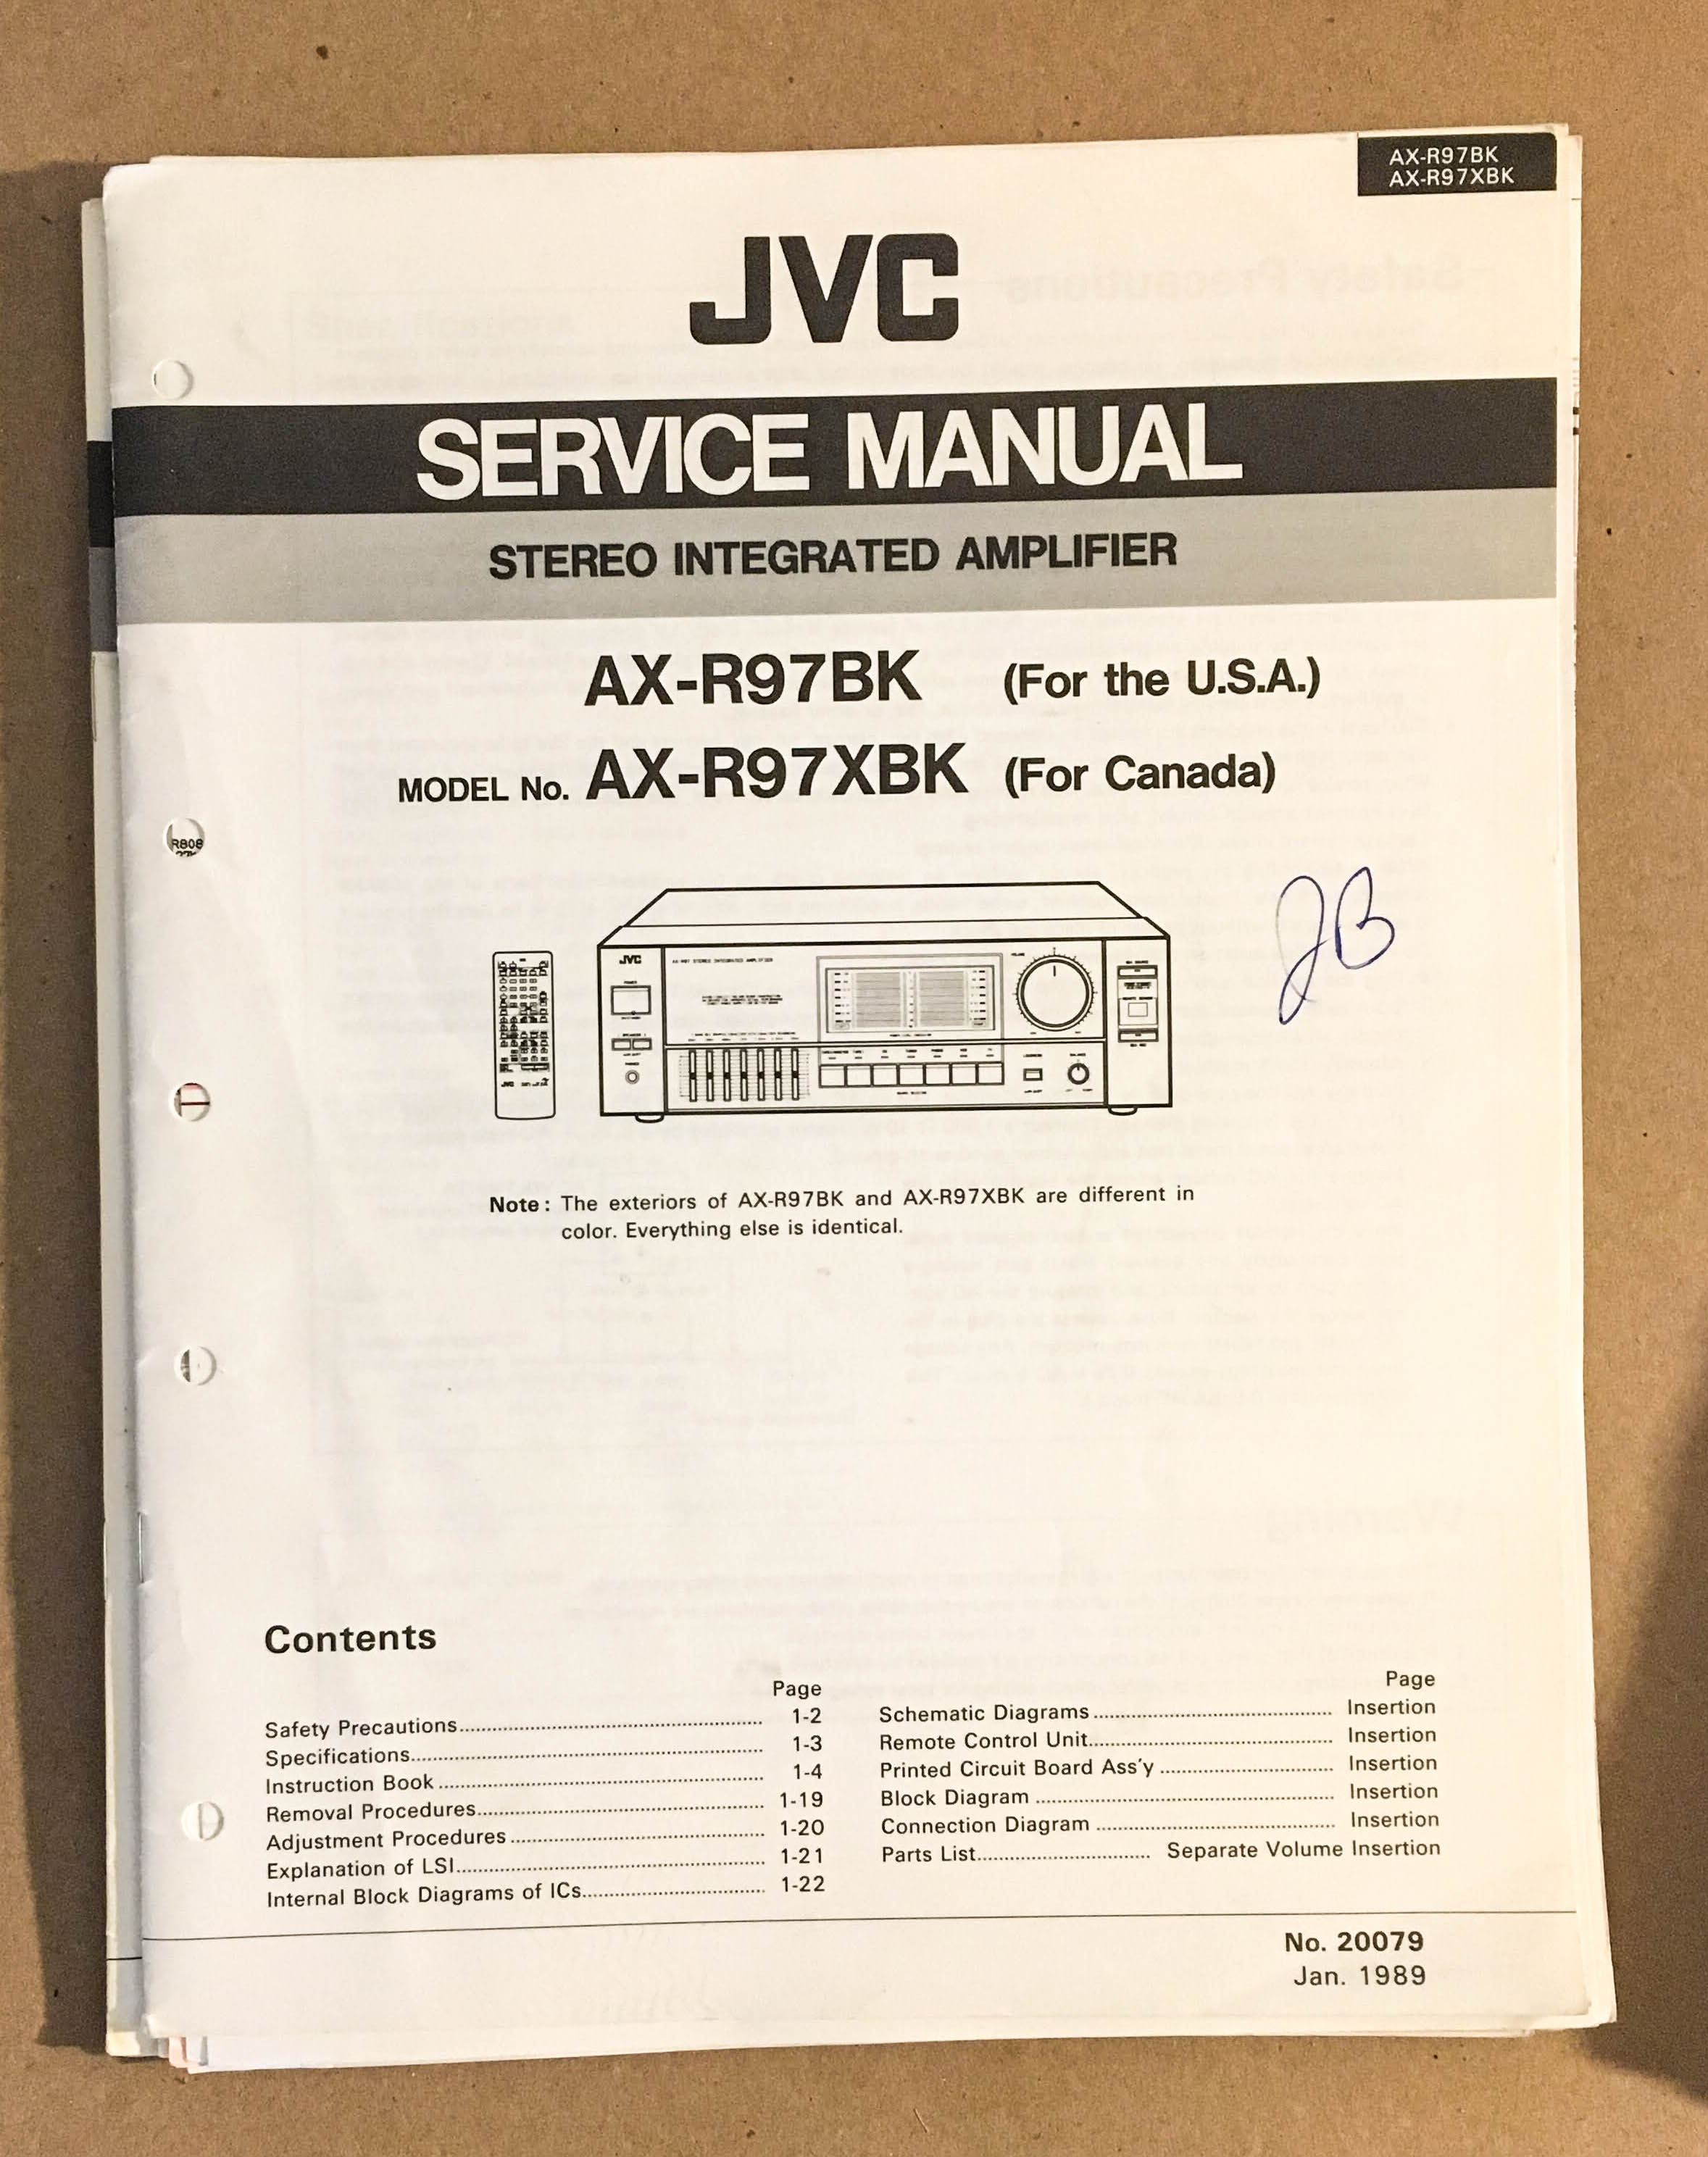 AX-R97BK
AX-R97XBK
JVC
SERVICE MANUAL
STEREO INTEGRATED AMPLIFIER
AX-R97BK (For the U.S.A.)
MODEL No. AX-R97XBK (For Canada)
R808
JB
JVC
JVC
Note : The exteriors of AX-R97BK and AX-R97XBK are different in
color. Everything else is identical.
Contents
Page
Safety Precautions 1-2
Specifications 1-3
Instruction Book 1-4
Removal Procedures 1-19
Adjustment Procedures 1-20
Explanation of LSI 1-21
Internal Block Diagrams of ICs 1-22
Page
Schematic Diagrams Insertion
Remote Control Unit Insertion
Printed Circuit Board Ass'y Insertion
Block Diagram Insertion
Connection Diagram Insertion
Parts List Separate Volume Insertion
No. 20079
Jan. 1989